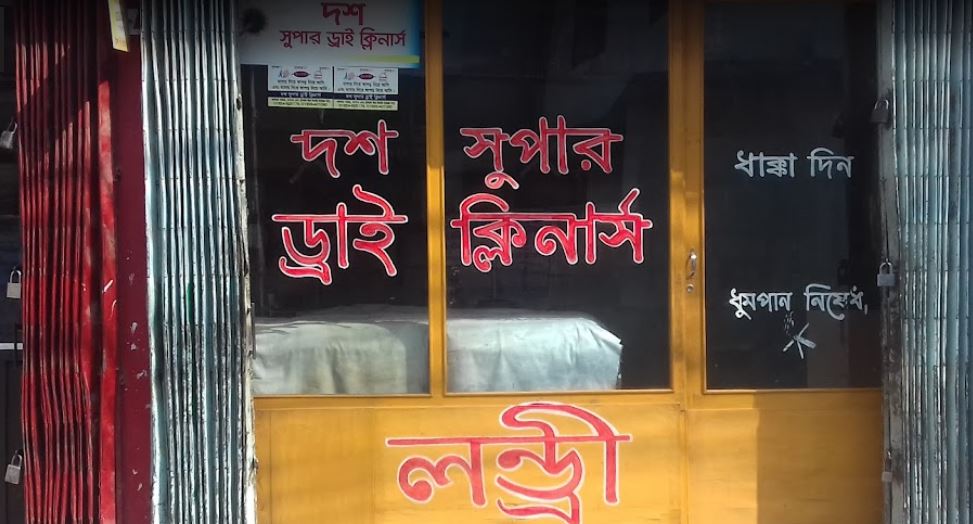 দশ
সুপার ড্রাই ক্লিনার্স
দশ সুপার
ড্রাই ক্লিনার্স
ধাক্কা দিন
ধুমপান নিষেধ,
লন্ড্রী